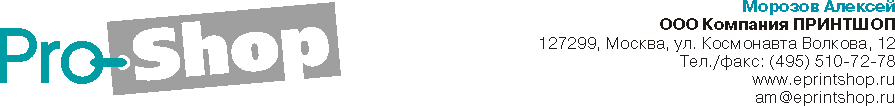 Pro-Shop
Морозов Алексей
ООО Компания ПРИНТШОП
127299, Москва, ул. Космонавта Волкова, 12
Тел./факс: (495) 510-72-78
www.eprintshop.ru
am@eprintshop.ru